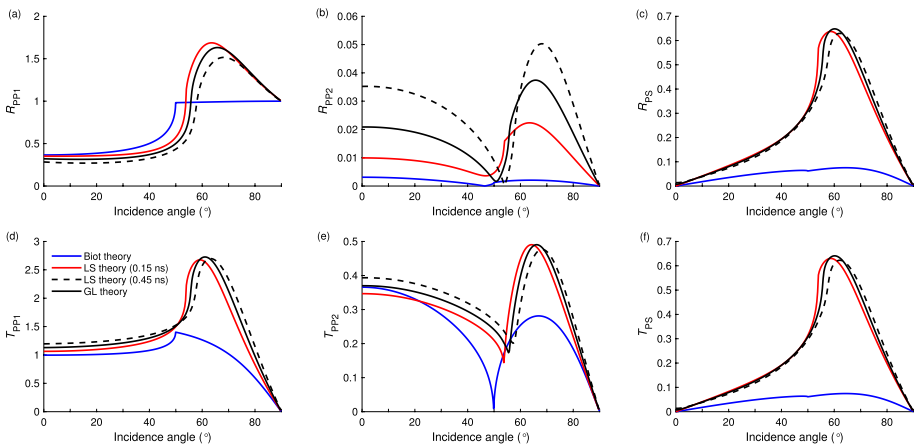 (a)
2
1.5
1
0.5
0
R_PP1
0 20 40 60 80
Incidence angle (°)
(b)
0.06
0.05
0.04
0.03
0.02
0.01
0
R_PP2
0 20 40 60 80
Incidence angle (°)
(c)
0.7
0.6
0.5
0.4
0.3
0.2
0.1
0
R_PS
0 20 40 60 80
Incidence angle (°)
(d)
3
2.5
2
1.5
1
0.5
0
T_PP1
Biot theory
LS theory (0.15 ns)
LS theory (0.45 ns)
GL theory
0 20 40 60 80
Incidence angle (°)
(e)
0.5
0.4
0.3
0.2
0.1
0
T_PP2
0 20 40 60 80
Incidence angle (°)
(f)
0.7
0.6
0.5
0.4
0.3
0.2
0.1
0
T_PS
0 20 40 60 80
Incidence angle (°)